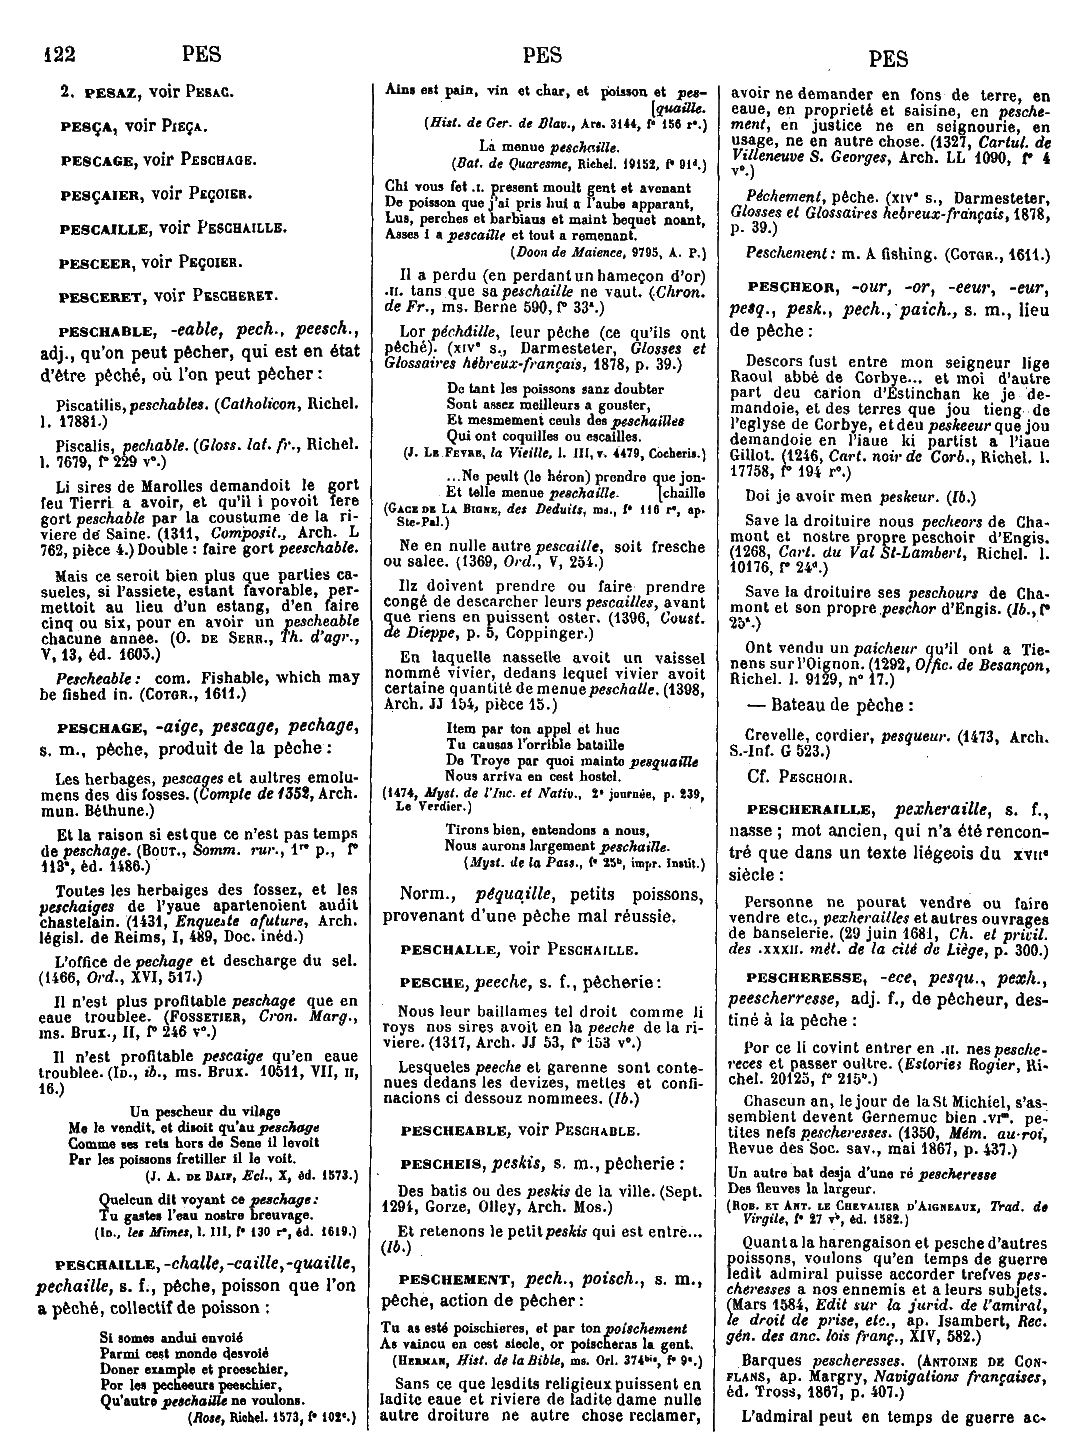 122 PES PES PES
2. PESAZ, voir PESAC.
PESÇA, voir PIEÇA.
PESCAGE, voir PESCHAGE.
PESÇAIER, voir PEÇOIER.
PESCAILLE, voir PESCHAILLE.
PESCEER, voir PEÇOIER.
PESCERET, voir PESCHERET.
PESCHABLE, -eable, pech., peesch.,
adj., qu'on peut pêcher, qui est en état
d'être pêché, où l'on peut pêcher :
Piscatilis, peschables. (Catholicon, Richel.
l. 17881.)
Piscalis, pechable. (Gloss. lat. fr., Richel.
l. 7679, f° 229 v°.)
Li sires de Marolles demandoit le gort
feu Tierri a avoir, et qu'il i povoit fere
gort peschable par la coustume de la ri-
viere de Saine. (1311, Composit., Arch. L
762, pièce 4.) Double : faire gort peeschable.
Mais ce seroit bien plus que parties ca-
sueles, si l'assiete, estant favorable, per-
mettoit au lieu d'un estang, d'en faire
cinq ou six, pour en avoir un pescheable
chacune année. (O. DE SERR., Th. d'agr.,
V, 13, éd. 1605.)
Pescheable : com. Fishable, which may
be fished in. (COTGR., 1611.)
PESCHAGE, -aige, pescage, pechage,
s. m., pêche, produit de la pêche :
Les herbages, pescages et aultres emolu-
mens des dis fosses. (Compte de 1352, Arch.
mun. Béthune.)
Et la raison si est que ce n'est pas temps
de peschage. (BOUT., Somm. rur., 1re p., f°
113ª, éd. 1486.)
Toutes les herbaiges des fossez, et les
peschaiges de l'yaue apartenoient audit
chastelain. (1431, Enqueste afuture, Arch.
législ. de Reims, I, 489, Doc. inéd.)
L'office de pechage et descharge du sel.
(1466, Ord., XVI, 517.)
Il n'est plus profitable peschage que en
eaue troublee. (FOSSETIER, Cron. Marg.,
ms. Brux., II, f° 246 v°.)
Il n'est profitable pescaige qu'en eaue
troublee. (ID., ib., ms. Brux. 10511, VII, II,
16.)
Un pescheur du vilage
Me le vendit, et disoit qu'au peschage
Comme ses rets hors de Sene il levoit
Par les poissons fretiller il le voit.
(J. A. DE BAIF, Ecl., X, éd. 1573.)
Quelcun dit voyant ce peschage :
Tu gastes l'eau nostre breuvage.
(ID., les Mimes, l. III, f° 130 r°, éd. 1619.)
PESCHAILLE, -challe, -caille, -quaille,
pechaille, s. f., pêche, poisson que l'on
a pêché, collectif de poisson :
Si somes andui envoié
Parmi cest monde desvoié
Doner example et preeschier,
Por les pecheeurs peeschier,
Qu'autre peschaille ne voulons.
(Rose, Richel. 1573, f° 102c.)
Ains est pain, vin et char, et poisson et pes-
[quaille.
(Hist. de Ger. de Blav., Ars. 3144, f° 156 r°.)
La menue peschaille.
(Bat. de Quaresme, Richel. 19152, f° 91d.)
Chi vous fet .I. present moult gent et avenant
De poisson que j'ai pris hui a l'aube apparant,
Lus, perches et barbiaus et maint bequet noant,
Asses i a pescaille et tout a remenant.
(Doon de Maience, 9795, A. P.)
Il a perdu (en perdant un hameçon d'or)
.II. tans que sa peschaille ne vaut. (Chron.
de Fr., ms. Berne 590, f° 33ª.)
Lor péchâille, leur pêche (ce qu'ils ont
pêché). (XIVe s., Darmesteter, Glosses et
Glossaires hébreux-français, 1878, p. 39.)
De tant les poissons sanz doubter
Sont assez meilleurs a gouster,
Et mesmement ceuls des peschailles
Qui ont coquilles ou escailles.
(J. LE FEVRE, la Vieille, l. III, v. 4479, Cocheris.)
...Ne peult (le héron) prendre que jon-
Et telle menue peschaille. [chaille
(GACE DE LA BIGNE, des Deduits, ms., f° 116 r°, ap.
Ste-Pal.)
Ne en nulle autre pescaille, soit fresche
ou salee. (1369, Ord., V, 254.)
Ilz doivent prendre ou faire prendre
congé de descarcher leurs pescailles, avant
que riens en puissent oster. (1396, Coust.
de Dieppe, p. 5, Coppinger.)
En laquelle nasselle avoit un vaissel
nommé vivier, dedans lequel vivier avoit
certaine quantité de menue peschalle. (1398,
Arch. JJ 154, pièce 15.)
Item par ton appel et huc
Tu causas l'orrible bataille
De Troye par quoi mainte pesquaille
Nous arriva en cest hostel.
(1474, Myst. de l'Inc. et Nativ., 2e journée, p. 239,
Le Verdier.)
Tirons bien, entendons a nous,
Nous aurons largement peschaille.
(Myst. de la Pass., f° 25b, impr. Instit.)
Norm., péquaille, petits poissons,
provenant d'une pêche mal réussie.
PESCHALLE, voir PESCHAILLE.
PESCHE, peeche, s. f., pêcherie :
Nous leur baillames tel droit comme li
roys nos sires avoit en la peeche de la ri-
viere. (1317, Arch. JJ 53, f° 153 v°.)
Lesqueles peeche et garenne sont conte-
nues dedans les devizes, mettes et confi-
nacions ci dessouz nominees. (Ib.)
PESCHEABLE, voir PESCHABLE.
PESCHEIS, peskis, s. m., pêcherie :
Des batis ou des peskis de la ville. (Sept.
1294, Gorze, Olley, Arch. Mos.)
Et retenons le petit peskis qui est entre...
(Ib.)
PESCHEMENT, pech., poisch., s. m.,
pêche, action de pêcher :
Tu as esté poischieres, et par ton poischement
As vaincu en cest siecle, or poischeras la gent.
(HERMAN, Hist. de la Bible, ms. Orl. 374bis, f° 9c.)
Sans ce que lesdits religieux puissent en
ladite eaue et riviere de ladite dame nulle
autre droiture ne autre chose reclamer,
avoir ne demander en fons de terre, en
eaue, en proprieté et saisine, en pesche-
ment, en justice ne en seignourie, en
usage, ne en autre chose. (1327, Cartul. de
Villeneuve S. Georges, Arch. LL 1090, f° 4
v°.)
Péchement, pêche. (XIVe s., Darmesteter,
Glosses et Glossaires hebreux-français, 1878,
p. 39.)
Peschement : m. A fishing. (COTGR., 1611.)
PESCHEOR, -our, -or, -eeur, -eur,
pesq., pesk., pech., paich., s. m., lieu
de pêche :
Descors fust entre mon seigneur lige
Raoul abbé de Corbye... et moi d'autre
part deu carion d'Estinchan ke je de-
mandoie, et des terres que jou tieng de
l'eglyse de Corbye, et deu peskeeur que jou
demandoie en l'iaue ki partist a l'iaue
Gillot. (1246, Cart. noir de Corb., Richel. l.
17758, f° 194 r°.)
Doi je avoir men peskeur. (Ib.)
Save la droituire nous pecheors de Cha-
mont et nostre propre peschoir d'Engis.
(1268, Cart. du Val St-Lambert, Richel. l.
10176, f° 24d.)
Save la droituire ses peschours de Cha-
mont et son propre peschor d'Engis. (Ib., f°
25ª.)
Ont vendu un paicheur qu'il ont a Tie-
nens sur l'Oignon. (1292, Offic. de Besançon,
Richel. l. 9129, n° 17.)
— Bateau de pêche :
Crevelle, cordier, pesqueur. (1473, Arch.
S.-Inf. G 523.)
Cf. PESCHOIR.
PESCHERAILLE, pexheraille, s. f.,
nasse ; mot ancien, qui n'a été rencon-
tré que dans un texte liégeois du XVIIe
siècle :
Personne ne pourat vendre ou faire
vendre etc., pexherailles et autres ouvrages
de banselerie. (29 juin 1681, Ch. et privil.
des .XXXII. mét. de la cité de Liège, p. 300.)
PESCHERESSE, -ece, pesqu., pexh.,
peescherresse, adj. f., de pêcheur, des-
tiné à la pêche :
Por ce li covint entrer en .II. nes pesche-
reces et passer oultre. (Estories Rogier, Ri-
chel. 20125, f° 215b.)
Chascun an, le jour de la St Michiel, s'as-
semblent devent Gernemuc bien .VIm. pe-
tites nefs pescheresses. (1350, Mém. au roi,
Revue des Soc. sav., mai 1867, p. 437.)
Un autre bat desja d'une ré pescheresse
Des fleuves la largeur.
(ROB. ET ANT. LE CHEVALIER D'AIGNEAUX, Trad. de
Virgile, f° 27 v°, éd. 1582.)
Quant a la harengaison et pesche d'autres
poissons, voulons qu'en temps de guerre
ledit admiral puisse accorder trefves pes-
cheresses a nos ennemis et a leurs subjets.
(Mars 1584, Edit sur la jurid. de l'amiral,
le droit de prise, etc., ap. Isambert, Rec.
gén. des anc. lois franç., XIV, 582.)
Barques pescheresses. (ANTOINE DE CON-
FLANS, ap. Margry, Navigations françaises,
éd. Tross, 1867, p. 407.)
L'admiral peut en temps de guerre ac-